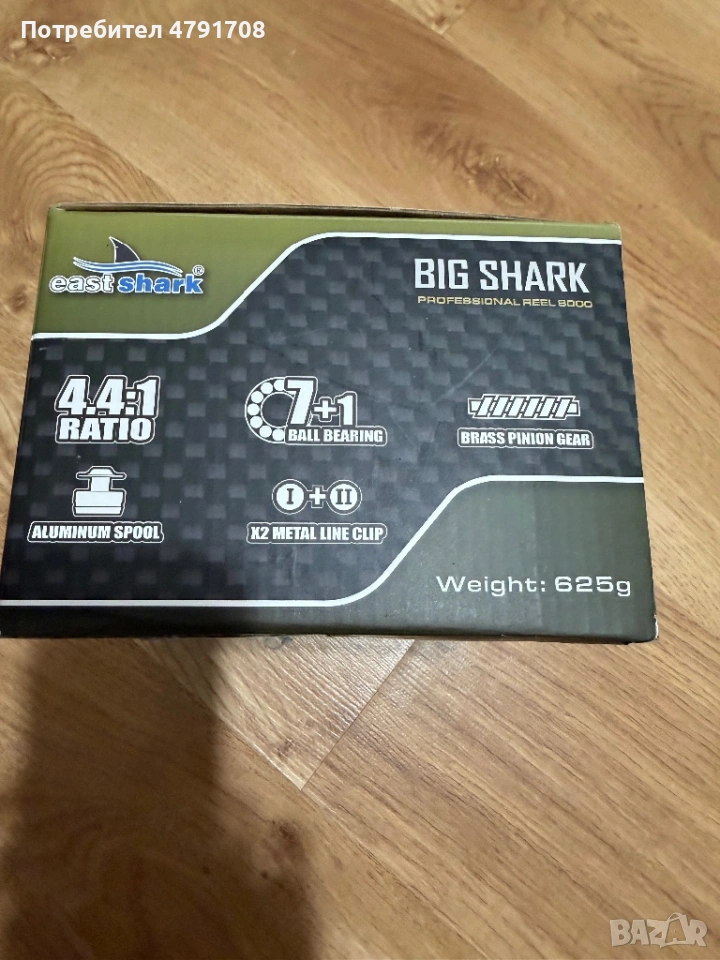 Потребител 4791708
east shark®
BIG SHARK
PROFESSIONAL REEL 8000
4.4:1
RATIO
7+1
BALL BEARING
BRASS PINION GEAR
ALUMINUM SPOOL
I + II
X2 METAL LINE CLIP
Weight: 625g
BAZAR